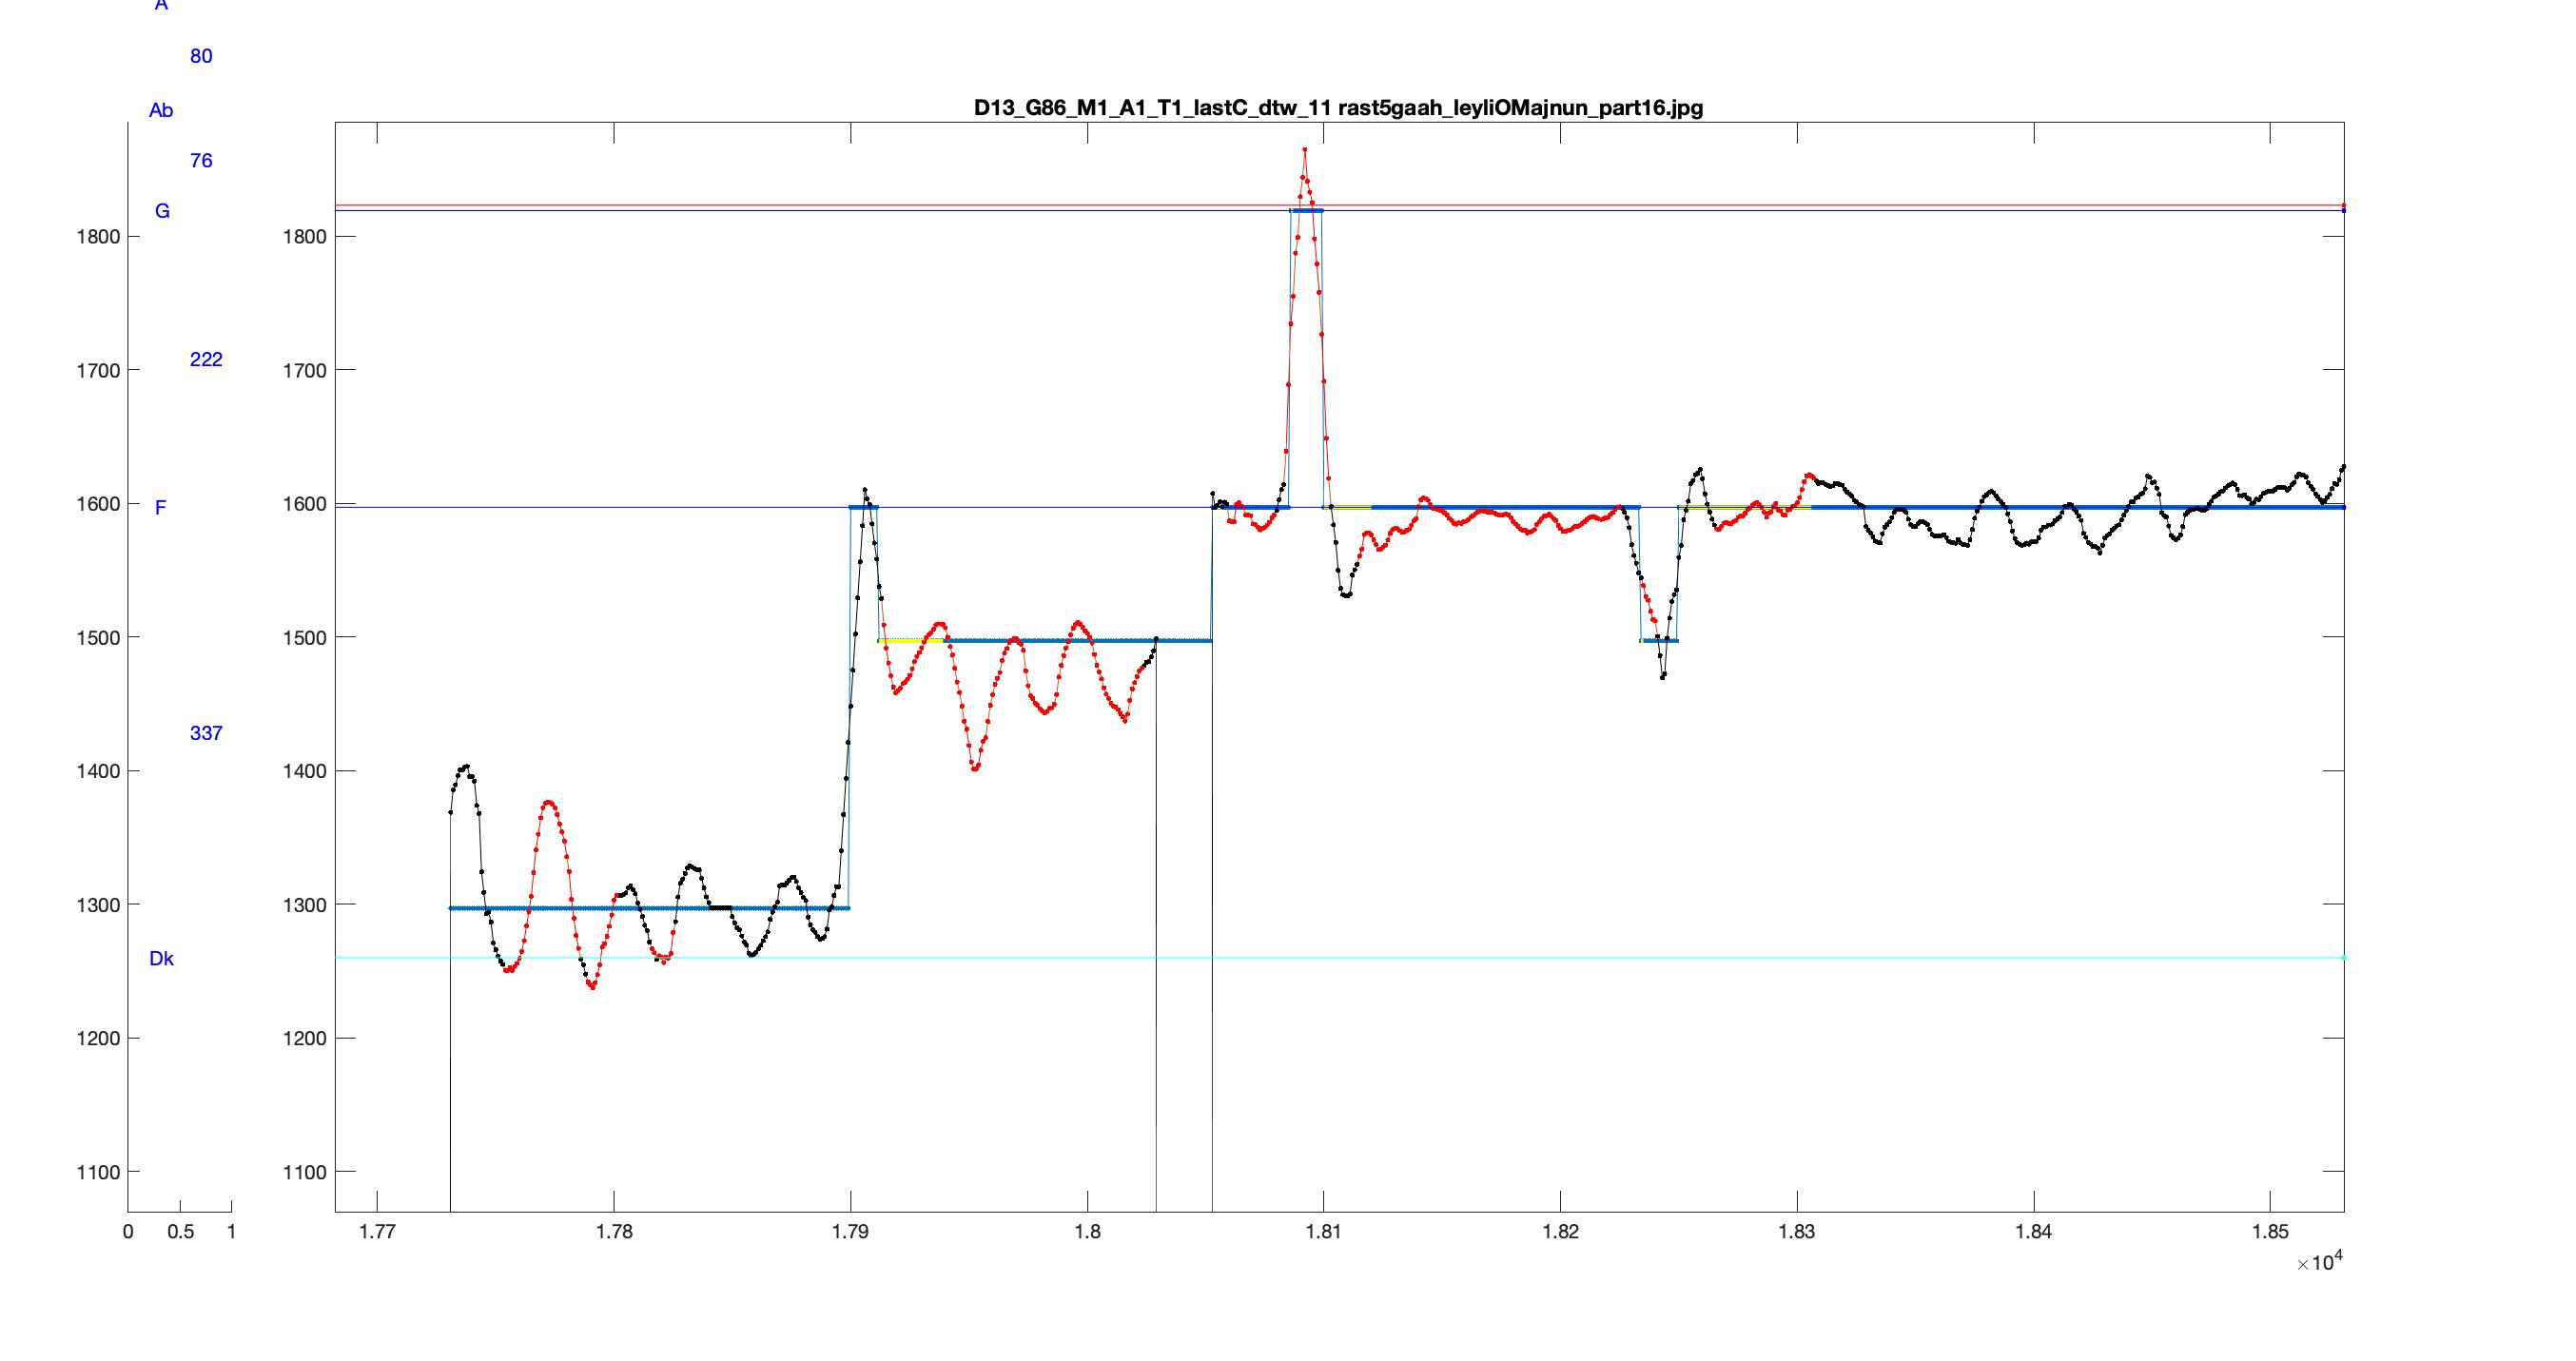 A
80
Ab
D13_G86_M1_A1_T1_lastC_dtw_11 rast5gaah_leyliOMajnun_part16.jpg
76
G
1800 1800
222
1700 1700
1600 F 1600
1500 1500
337
1400 1400
1300 1300
Dk
1200 1200
1100 1100
0 0.5 1 1.77 1.78 1.79 1.8 1.81 1.82 1.83 1.84 1.85
×10^4